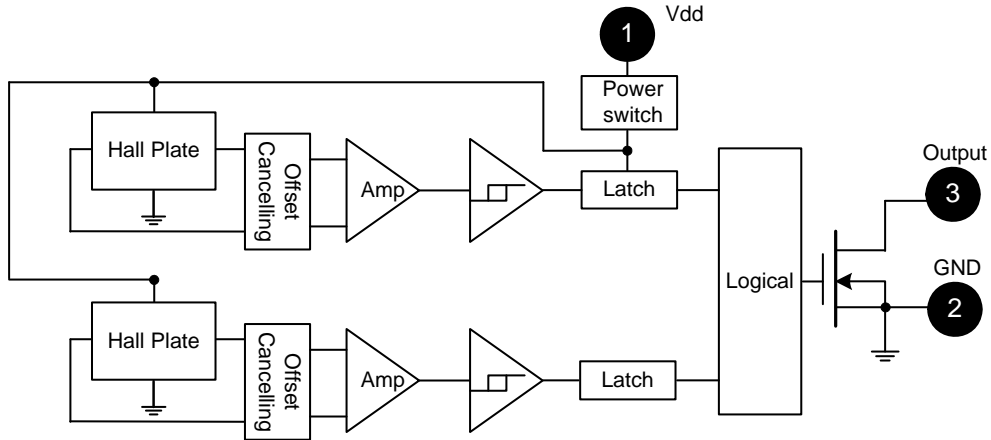 Vdd
1
Power
switch
Hall Plate
Offset
Cancelling
Amp
Latch
Output
3
Logical
GND
2
Hall Plate
Offset
Cancelling
Amp
Latch